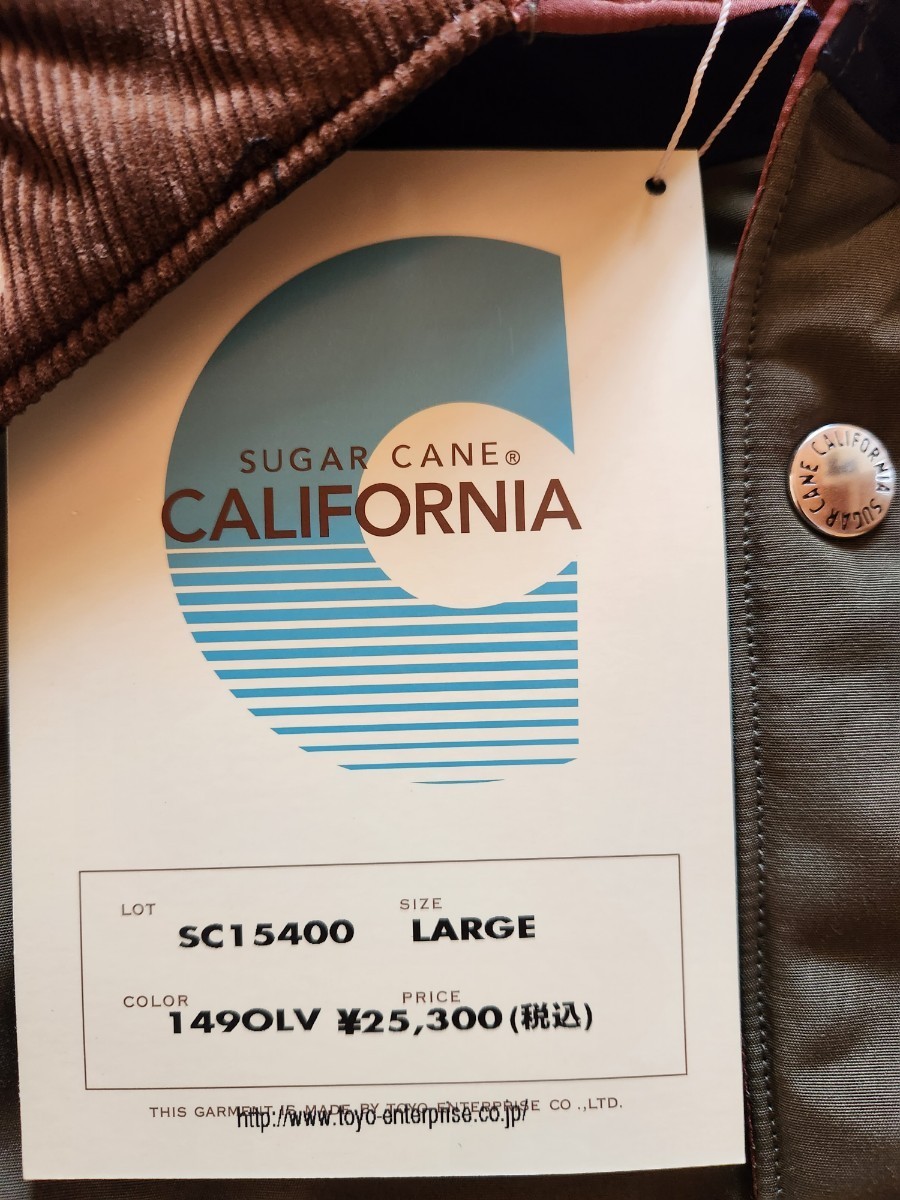 SUGAR CANE®
CALIFORNIA
CALIFORNIA SUGAR CANE
LOT
SIZE
SC15400
LARGE
COLOR
PRICE
149OLV
¥25,300(税込)
THIS GARMENT IS MADE BY TOYO ENTERPRISE CO.,LTD.
http://www.toyo-enterprise.co.jp/